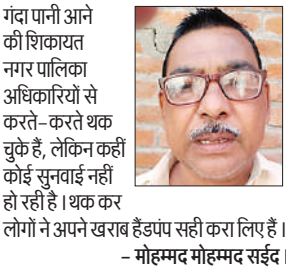 गंदा पानी आने
की शिकायत
नगर पालिका
अधिकारियों से
करते-करते थक
चुके हैं, लेकिन कहीं
कोई सुनवाई नहीं
हो रही है । थक कर
लोगों ने अपने खराब हैंडपंप सही करा लिए हैं ।
– मोहम्मद मोहम्मद सईद ।